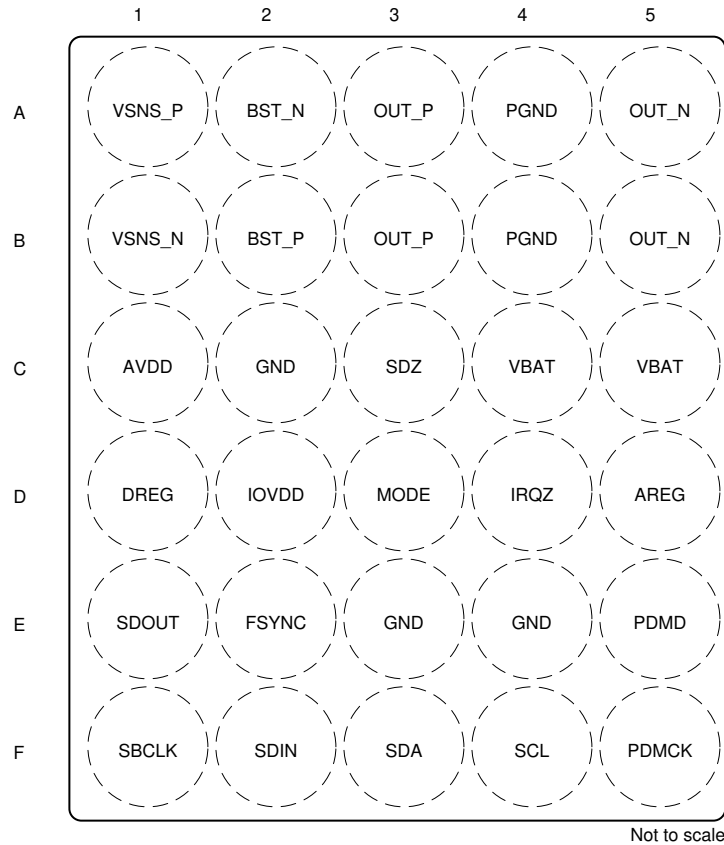 1 2 3 4 5
A VSNS_P BST_N OUT_P PGND OUT_N
B VSNS_N BST_P OUT_P PGND OUT_N
C AVDD GND SDZ VBAT VBAT
D DREG IOVDD MODE IRQZ AREG
E SDOUT FSYNC GND GND PDMD
F SBCLK SDIN SDA SCL PDMCK
Not to scale